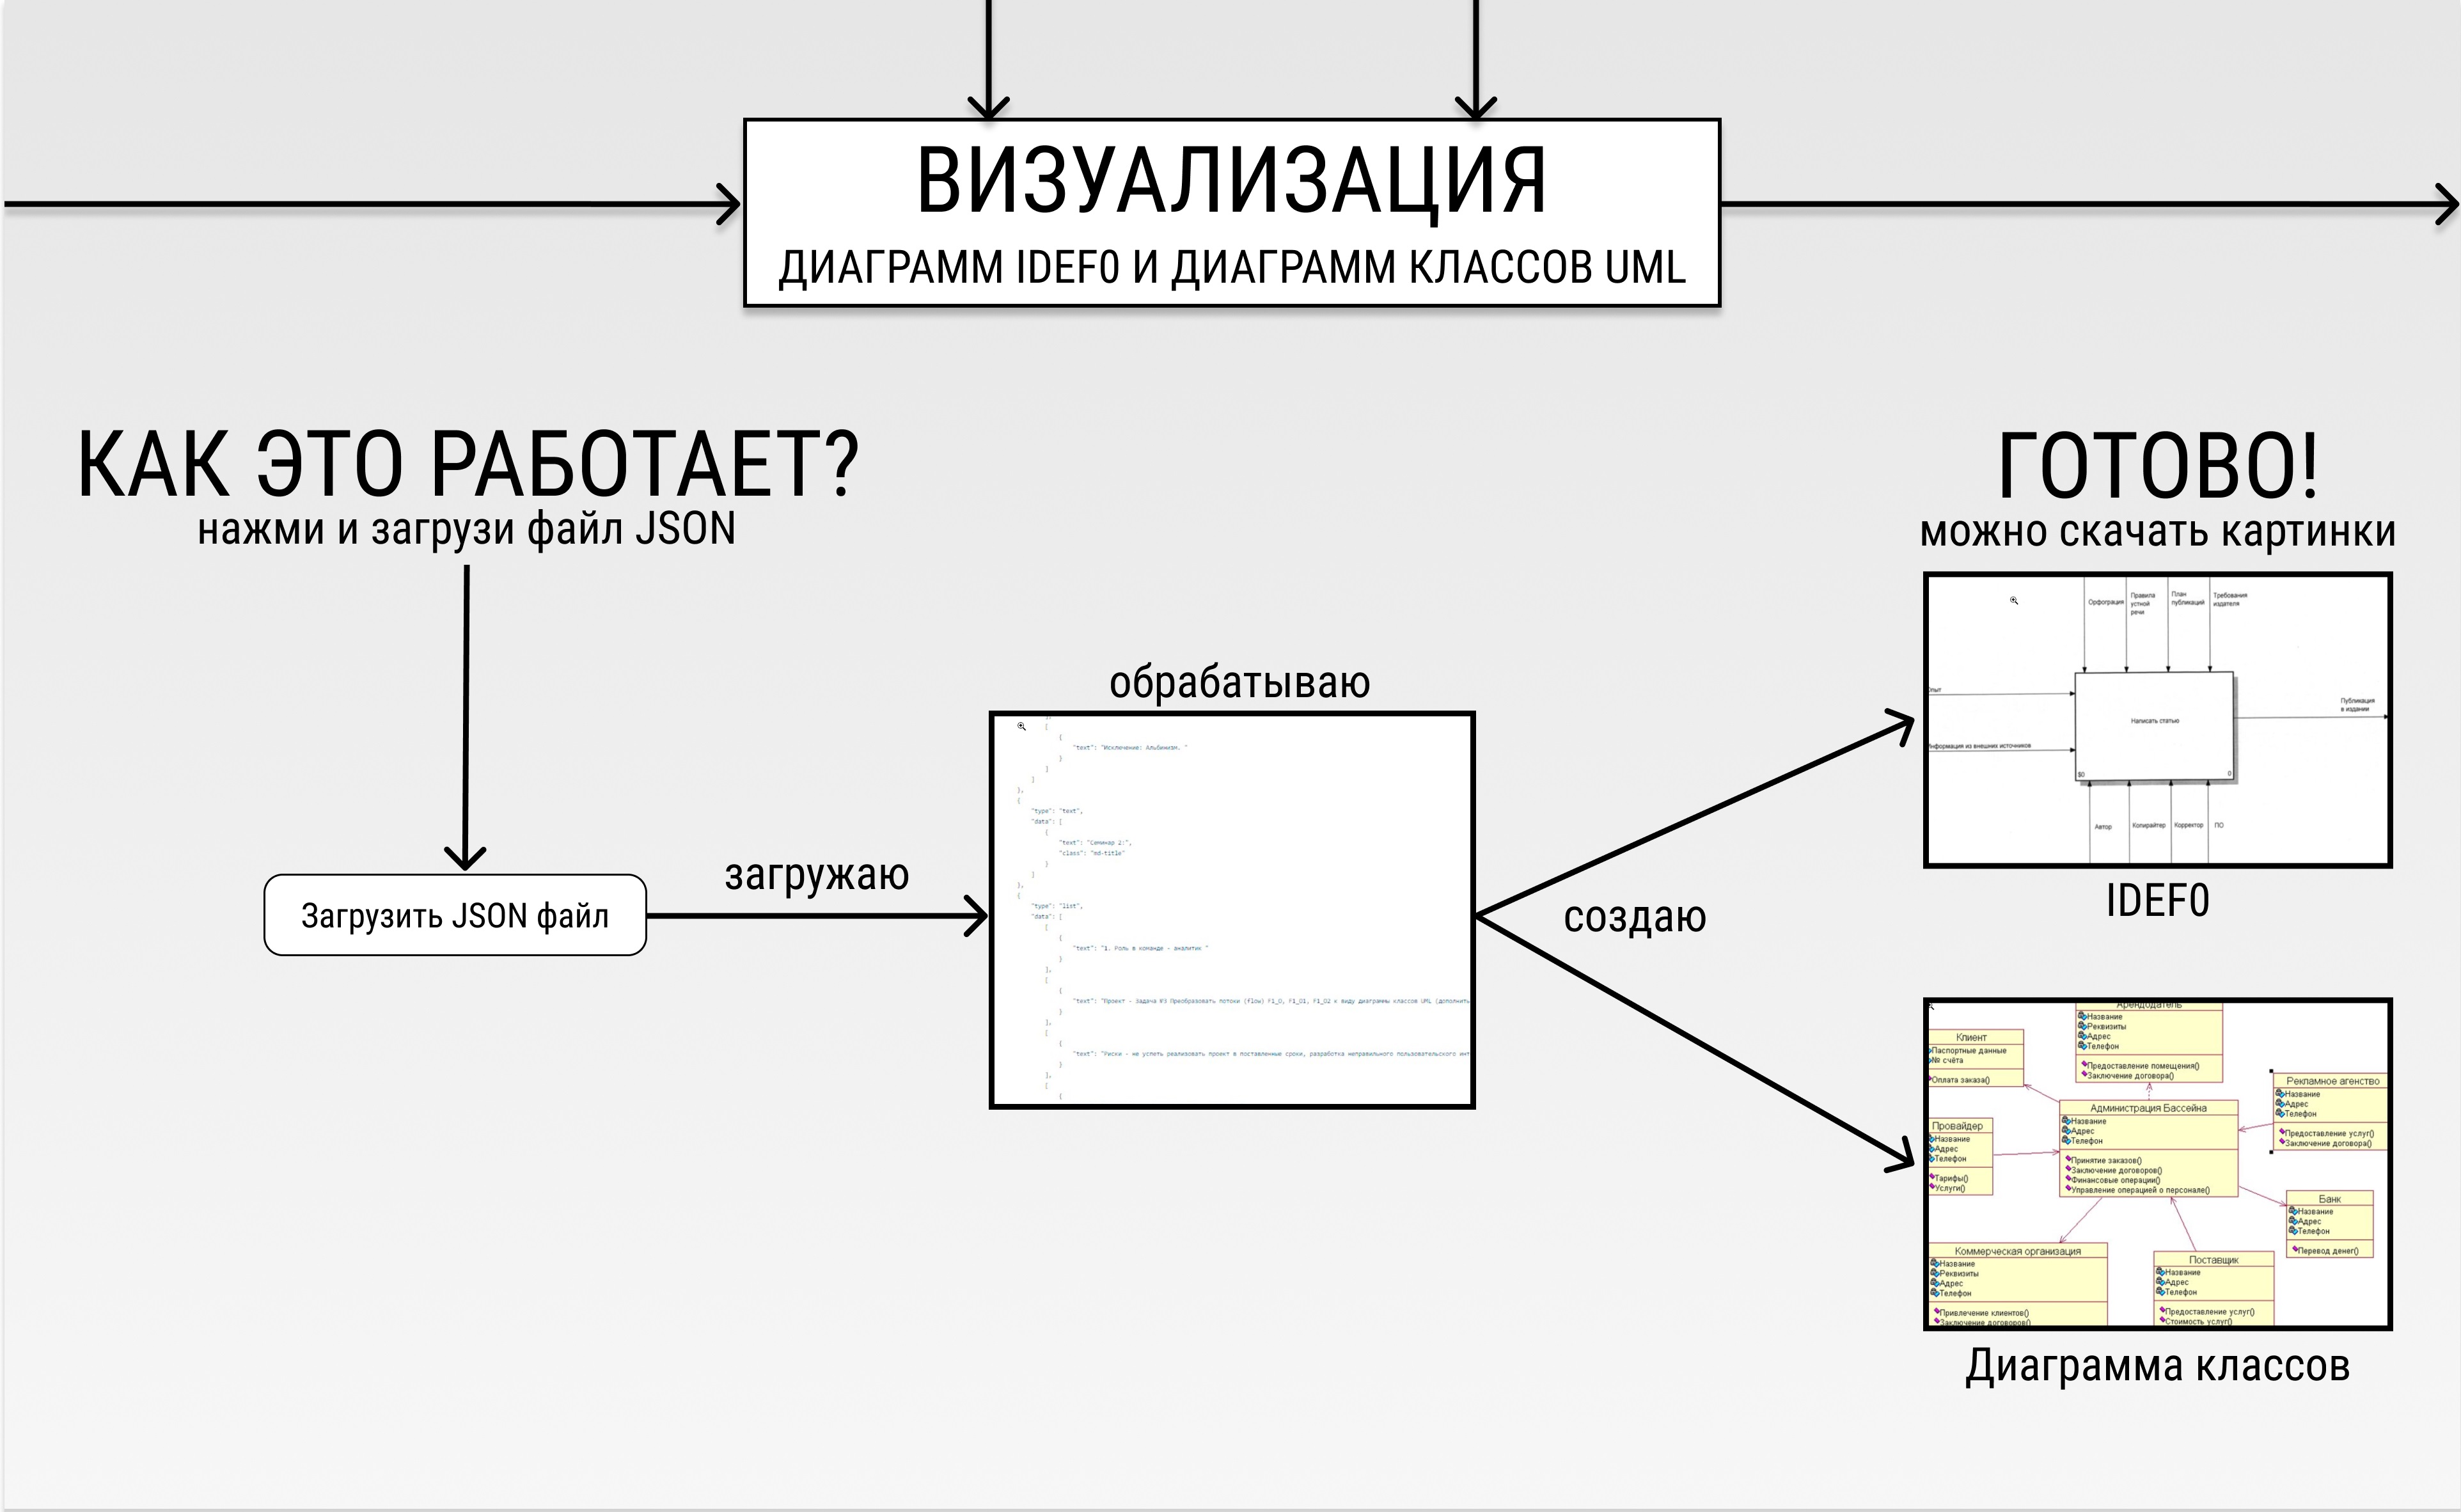 ВИЗУАЛИЗАЦИЯ
ДИАГРАММ IDEF0 И ДИАГРАММ КЛАССОВ UML
КАК ЭТО РАБОТАЕТ?
нажми и загрузи файл JSON
Загрузить JSON файл
загружаю
обрабатываю
[
{
"text": "Исключения: Альбинизм. "
}
]
]
},
{
"type": "text",
"data": [
{
"text": "Семинар 2:",
"class": "md-title"
}
]
},
{
"type": "list",
"data": [
[
{
"text": "1. Роль в команде - аналитик "
}
],
[
{
"text": "Проект - Задача №3 Преобразовать потоки (flow) F1_O, F1_O1, F1_O2 к виду диаграммы классов UML (дополнить
}
],
[
{
"text": "Риски - не успеть реализовать проект в поставленные сроки, разработка неправильного пользовательского инт
}
],
[
{
создаю
ГОТОВО!
можно скачать картинки
Орфограция
Правила
устной
речи
План
публикаций
Требования
издателя
Публикация
в издании
Написать статью
Информация из внешних источников
$0
0
Автор
Копирайтер
Корректор
ПО
IDEF0
Арендодатель
Название
Реквизиты
Адрес
Телефон
Предоставление помещения()
Заключение договора()
Клиент
Паспортные данные
№ счёта
Оплата заказа()
Рекламное агенство
Название
Адрес
Телефон
Предоставление услуг()
Заключение договора()
Администрация Бассейна
Название
Адрес
Телефон
Принятие заказов()
Заключение договоров()
Финансовые операции()
Управление операцией о персонале()
Провайдер
Название
Адрес
Телефон
Тарифы()
Услуги()
Банк
Название
Адрес
Телефон
Перевод денег()
Коммерческая организация
Название
Реквизиты
Адрес
Телефон
Привлечение клиентов()
Заключение договоров()
Поставщик
Название
Адрес
Телефон
Предоставление услуг()
Стоимость услуг()
Диаграмма классов